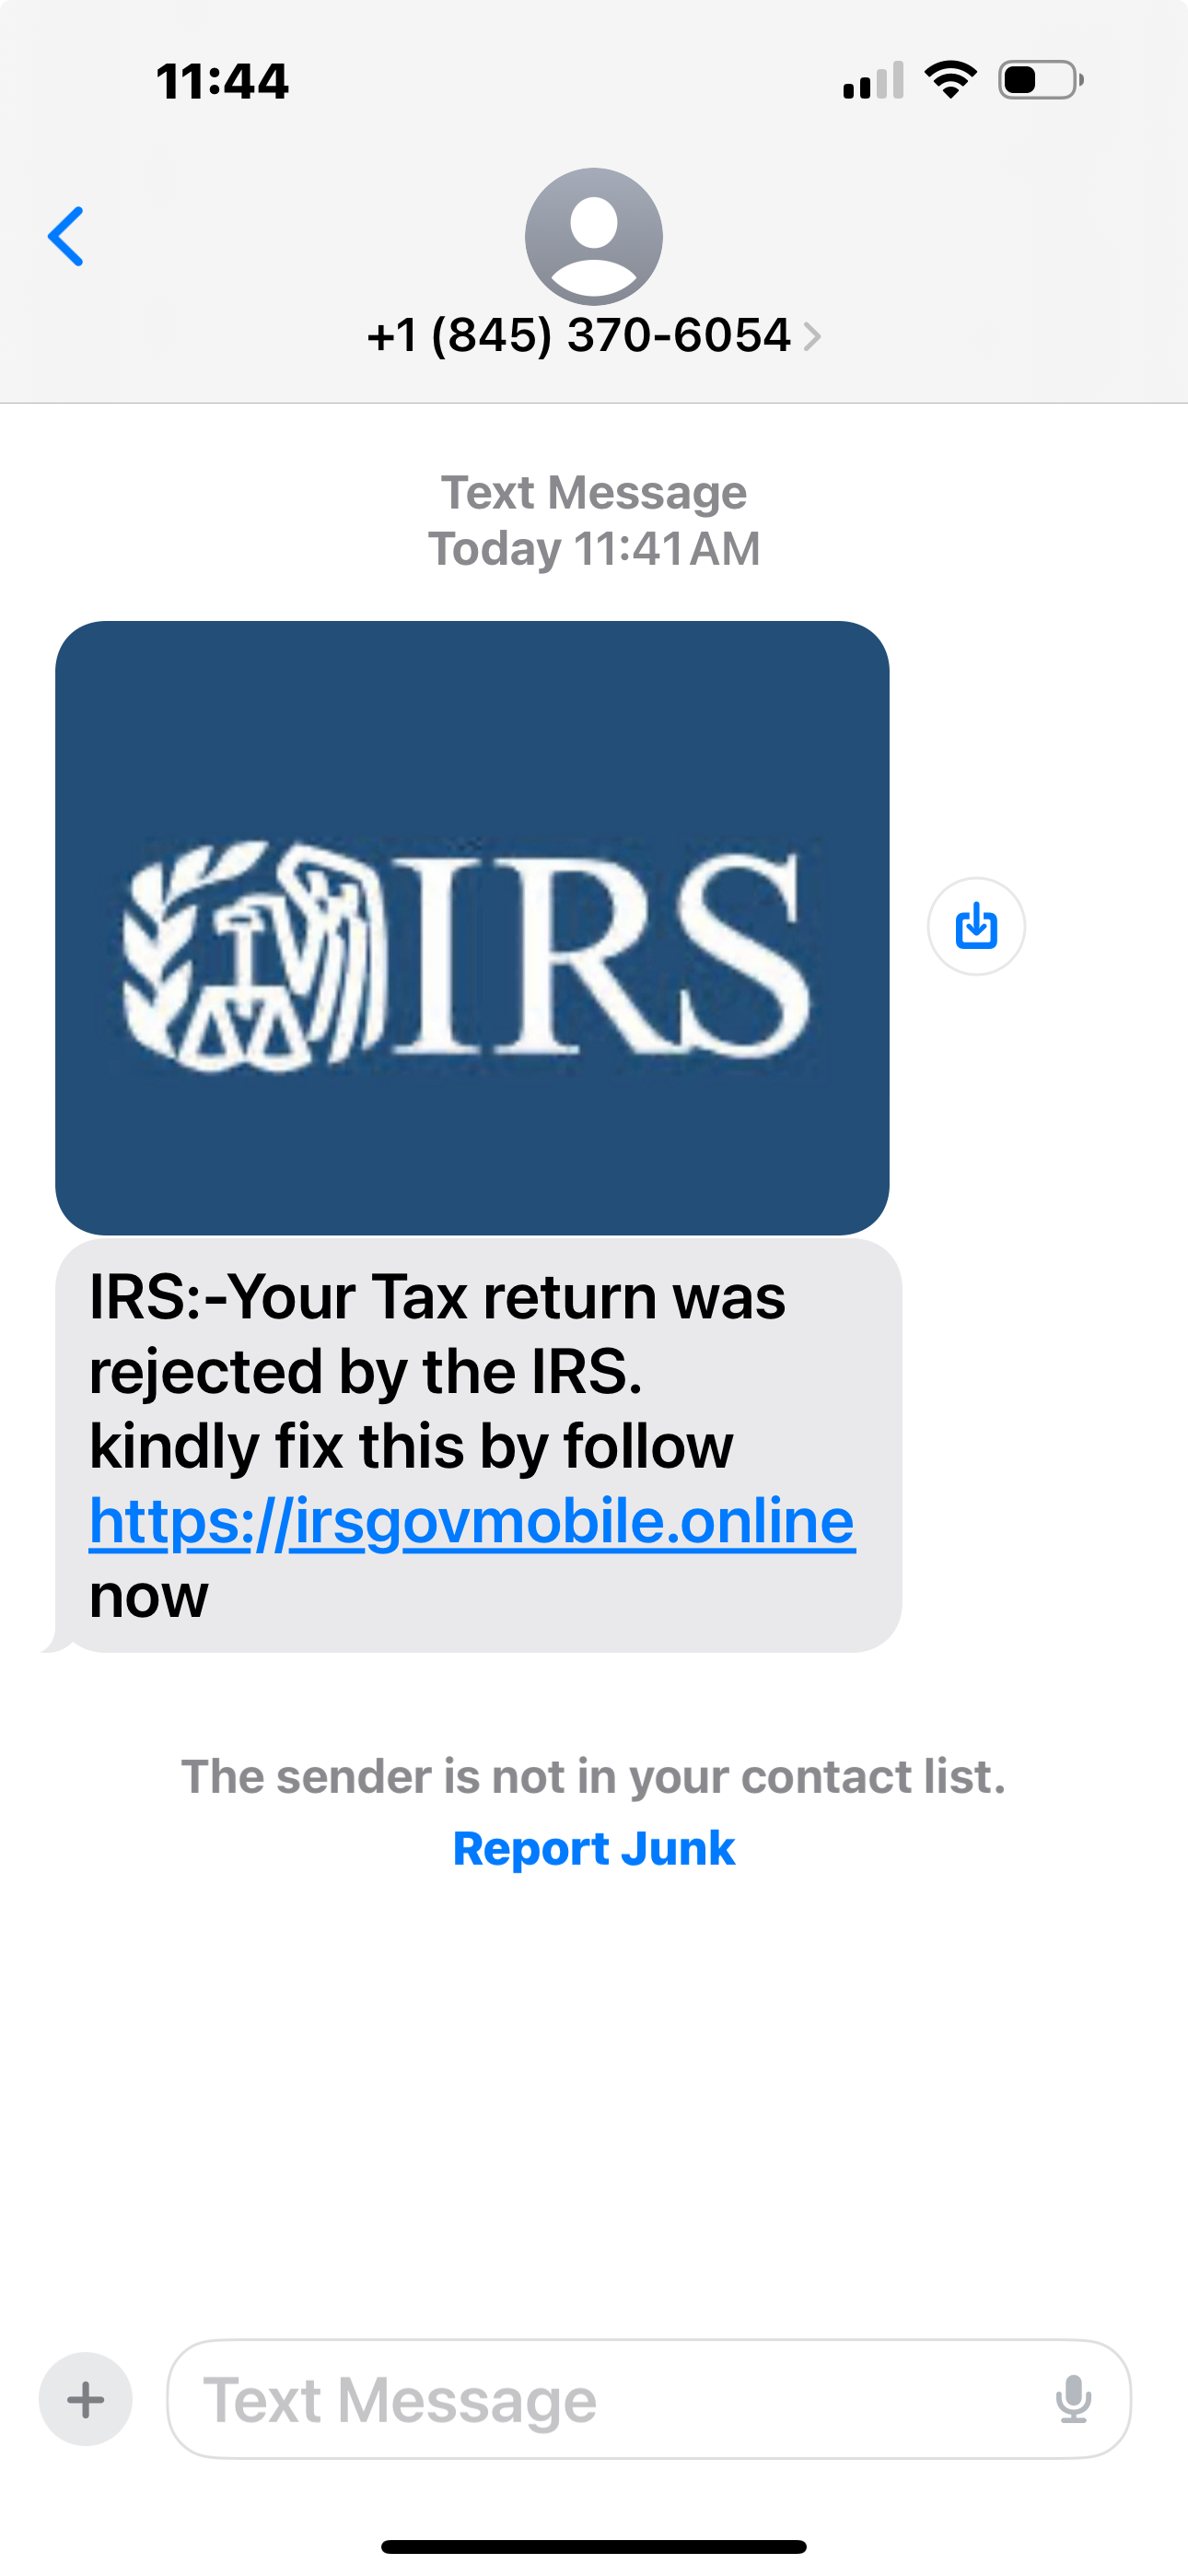 11:44
+1 (845) 370-6054
Text Message
Today 11:41 AM
IRS
IRS:-Your Tax return was
rejected by the IRS.
kindly fix this by follow
https://irsgovmobile.online
now
The sender is not in your contact list.
Report Junk
Text Message